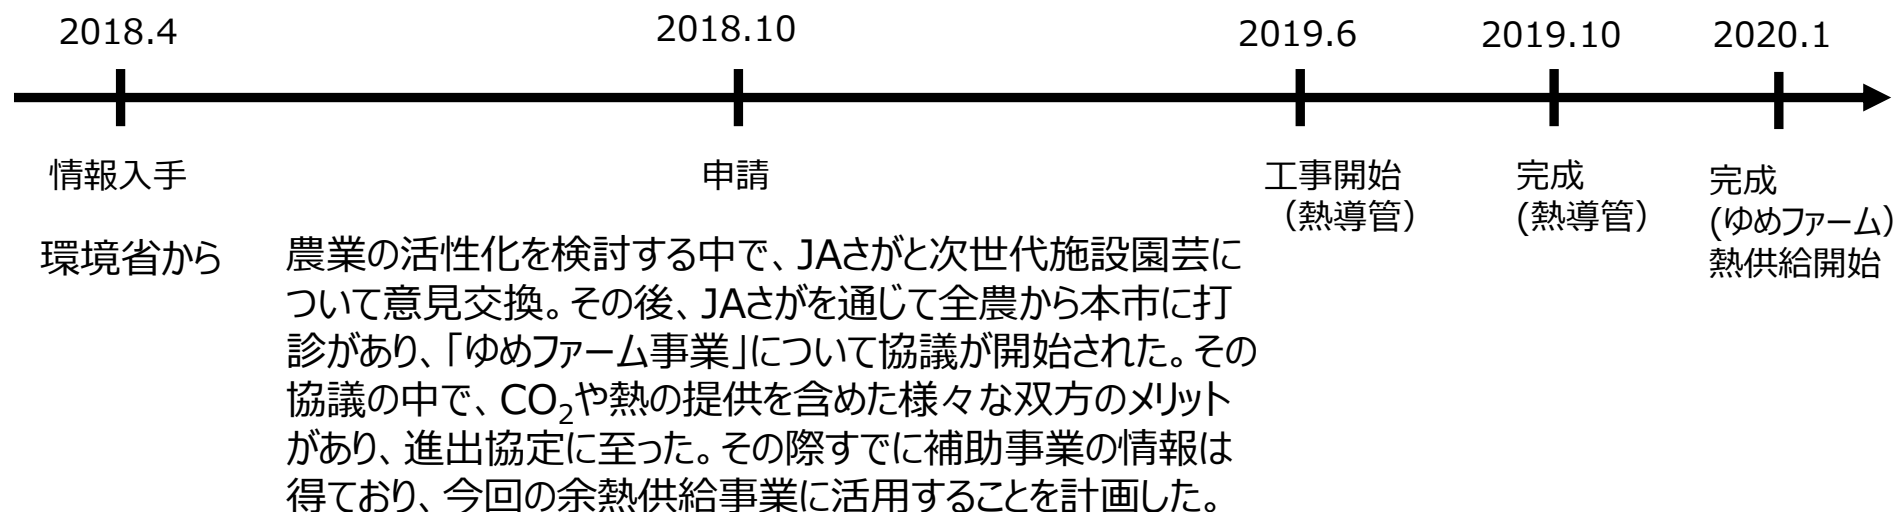 2018.4
2018.10
2019.6
2019.10
2020.1
情報入手
申請
工事開始
（熱導管）
完成
(熱導管）
完成
(ゆめファーム）
熱供給開始
環境省から
農業の活性化を検討する中で、JAさがと次世代施設園芸に
ついて意見交換。その後、JAさがを通じて全農から本市に打
診があり、「ゆめファーム事業」について協議が開始された。その
協議の中で、CO₂や熱の提供を含めた様々な双方のメリット
があり、進出協定に至った。その際すでに補助事業の情報は
得ており、今回の余熱供給事業に活用することを計画した。